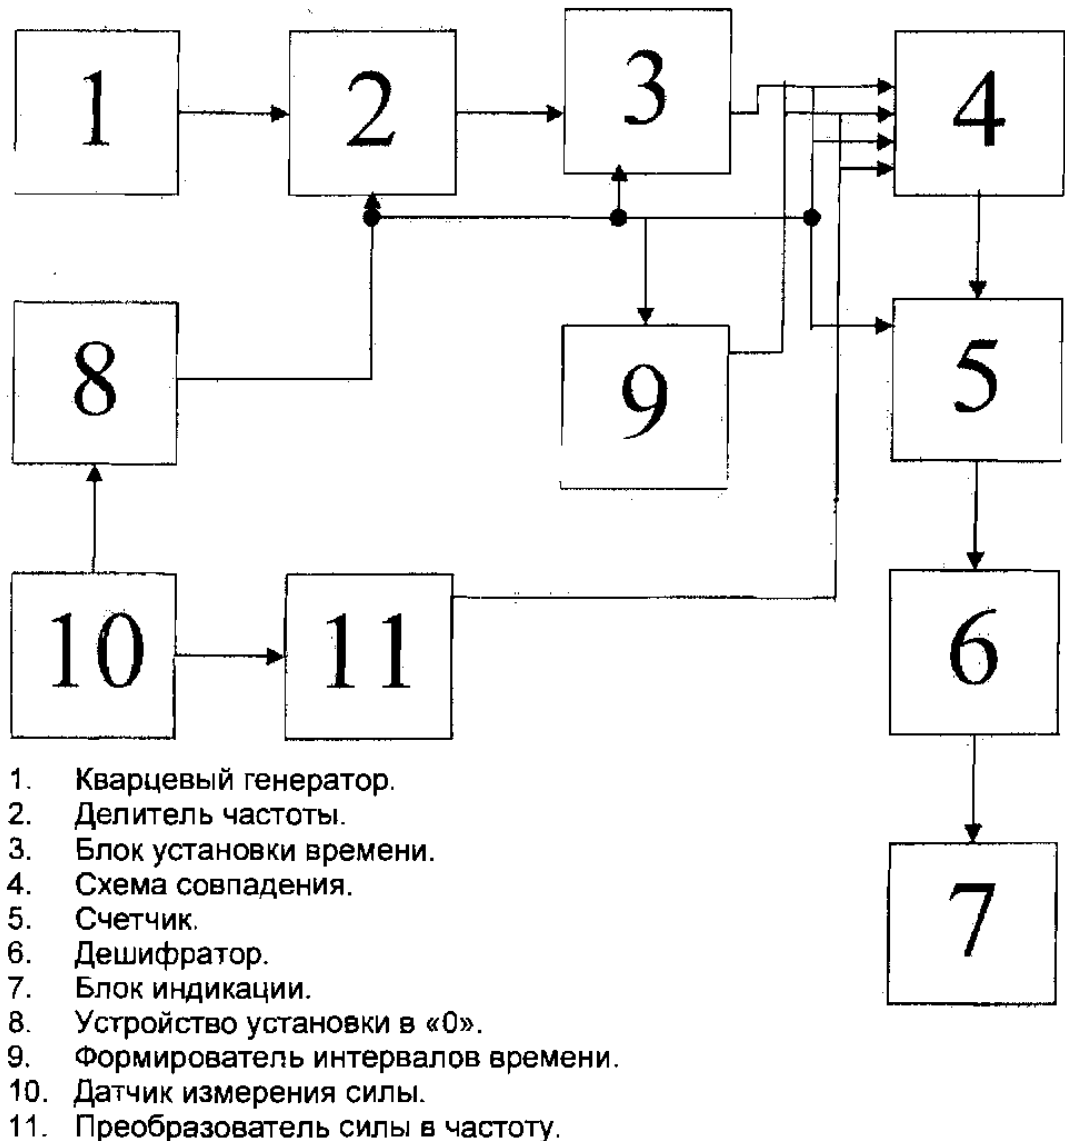 1
2
3
4
8
9
5
10
11
6
7
1. Кварцевый генератор.
2. Делитель частоты.
3. Блок установки времени.
4. Схема совпадения.
5. Счетчик.
6. Дешифратор.
7. Блок индикации.
8. Устройство установки в «0».
9. Формирователь интервалов времени.
10. Датчик измерения силы.
11. Преобразователь силы в частоту.